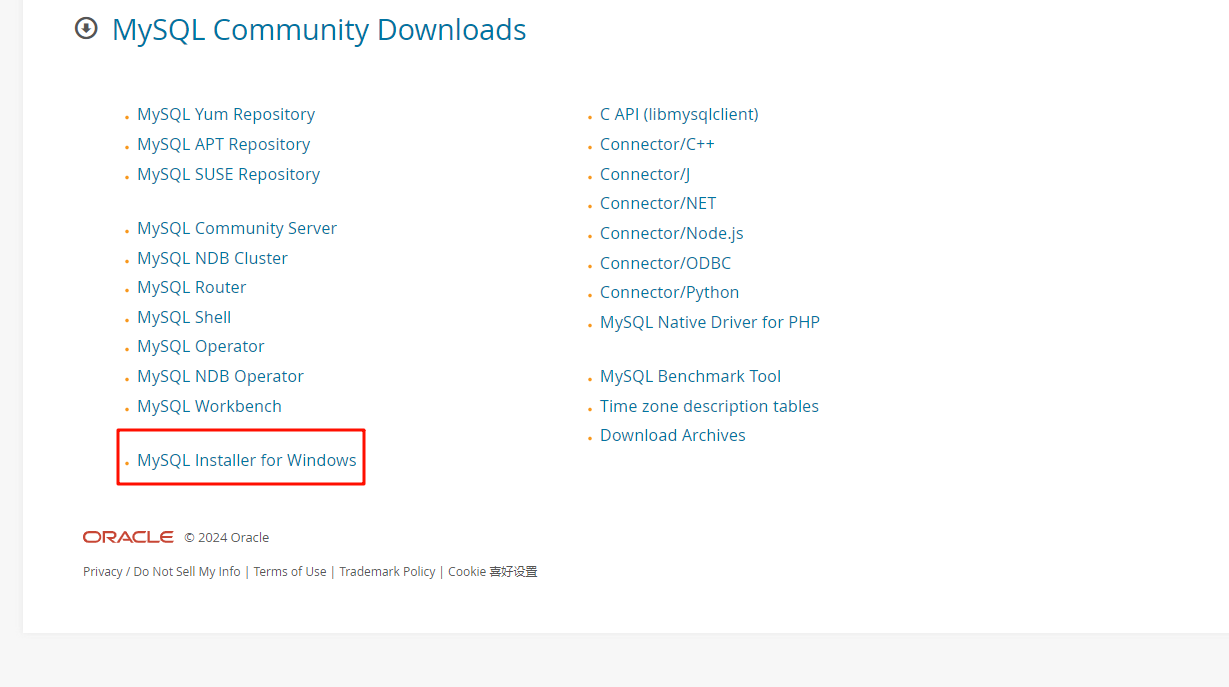 MySQL Community Downloads
MySQL Yum Repository
MySQL APT Repository
MySQL SUSE Repository
MySQL Community Server
MySQL NDB Cluster
MySQL Router
MySQL Shell
MySQL Operator
MySQL NDB Operator
MySQL Workbench
MySQL Installer for Windows
C API (libmysqlclient)
Connector/C++
Connector/J
Connector/NET
Connector/Node.js
Connector/ODBC
Connector/Python
MySQL Native Driver for PHP
MySQL Benchmark Tool
Time zone description tables
Download Archives
ORACLE © 2024 Oracle
Privacy / Do Not Sell My Info | Terms of Use | Trademark Policy | Cookie 喜好设置